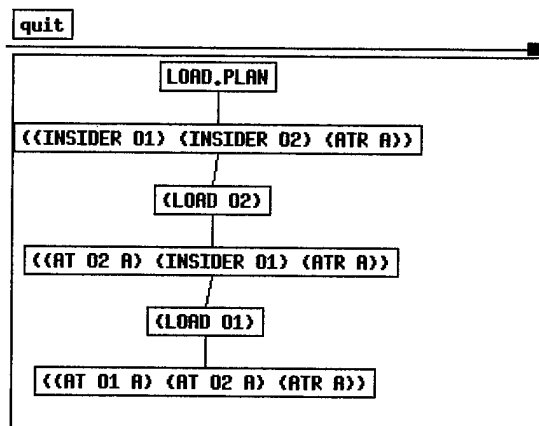 quit
LOAD.PLAN
((INSIDER O1) (INSIDER O2) (ATR A))
(LOAD O2)
((AT O2 A) (INSIDER O1) (ATR A))
(LOAD O1)
((AT O1 A) (AT O2 A) (ATR A))